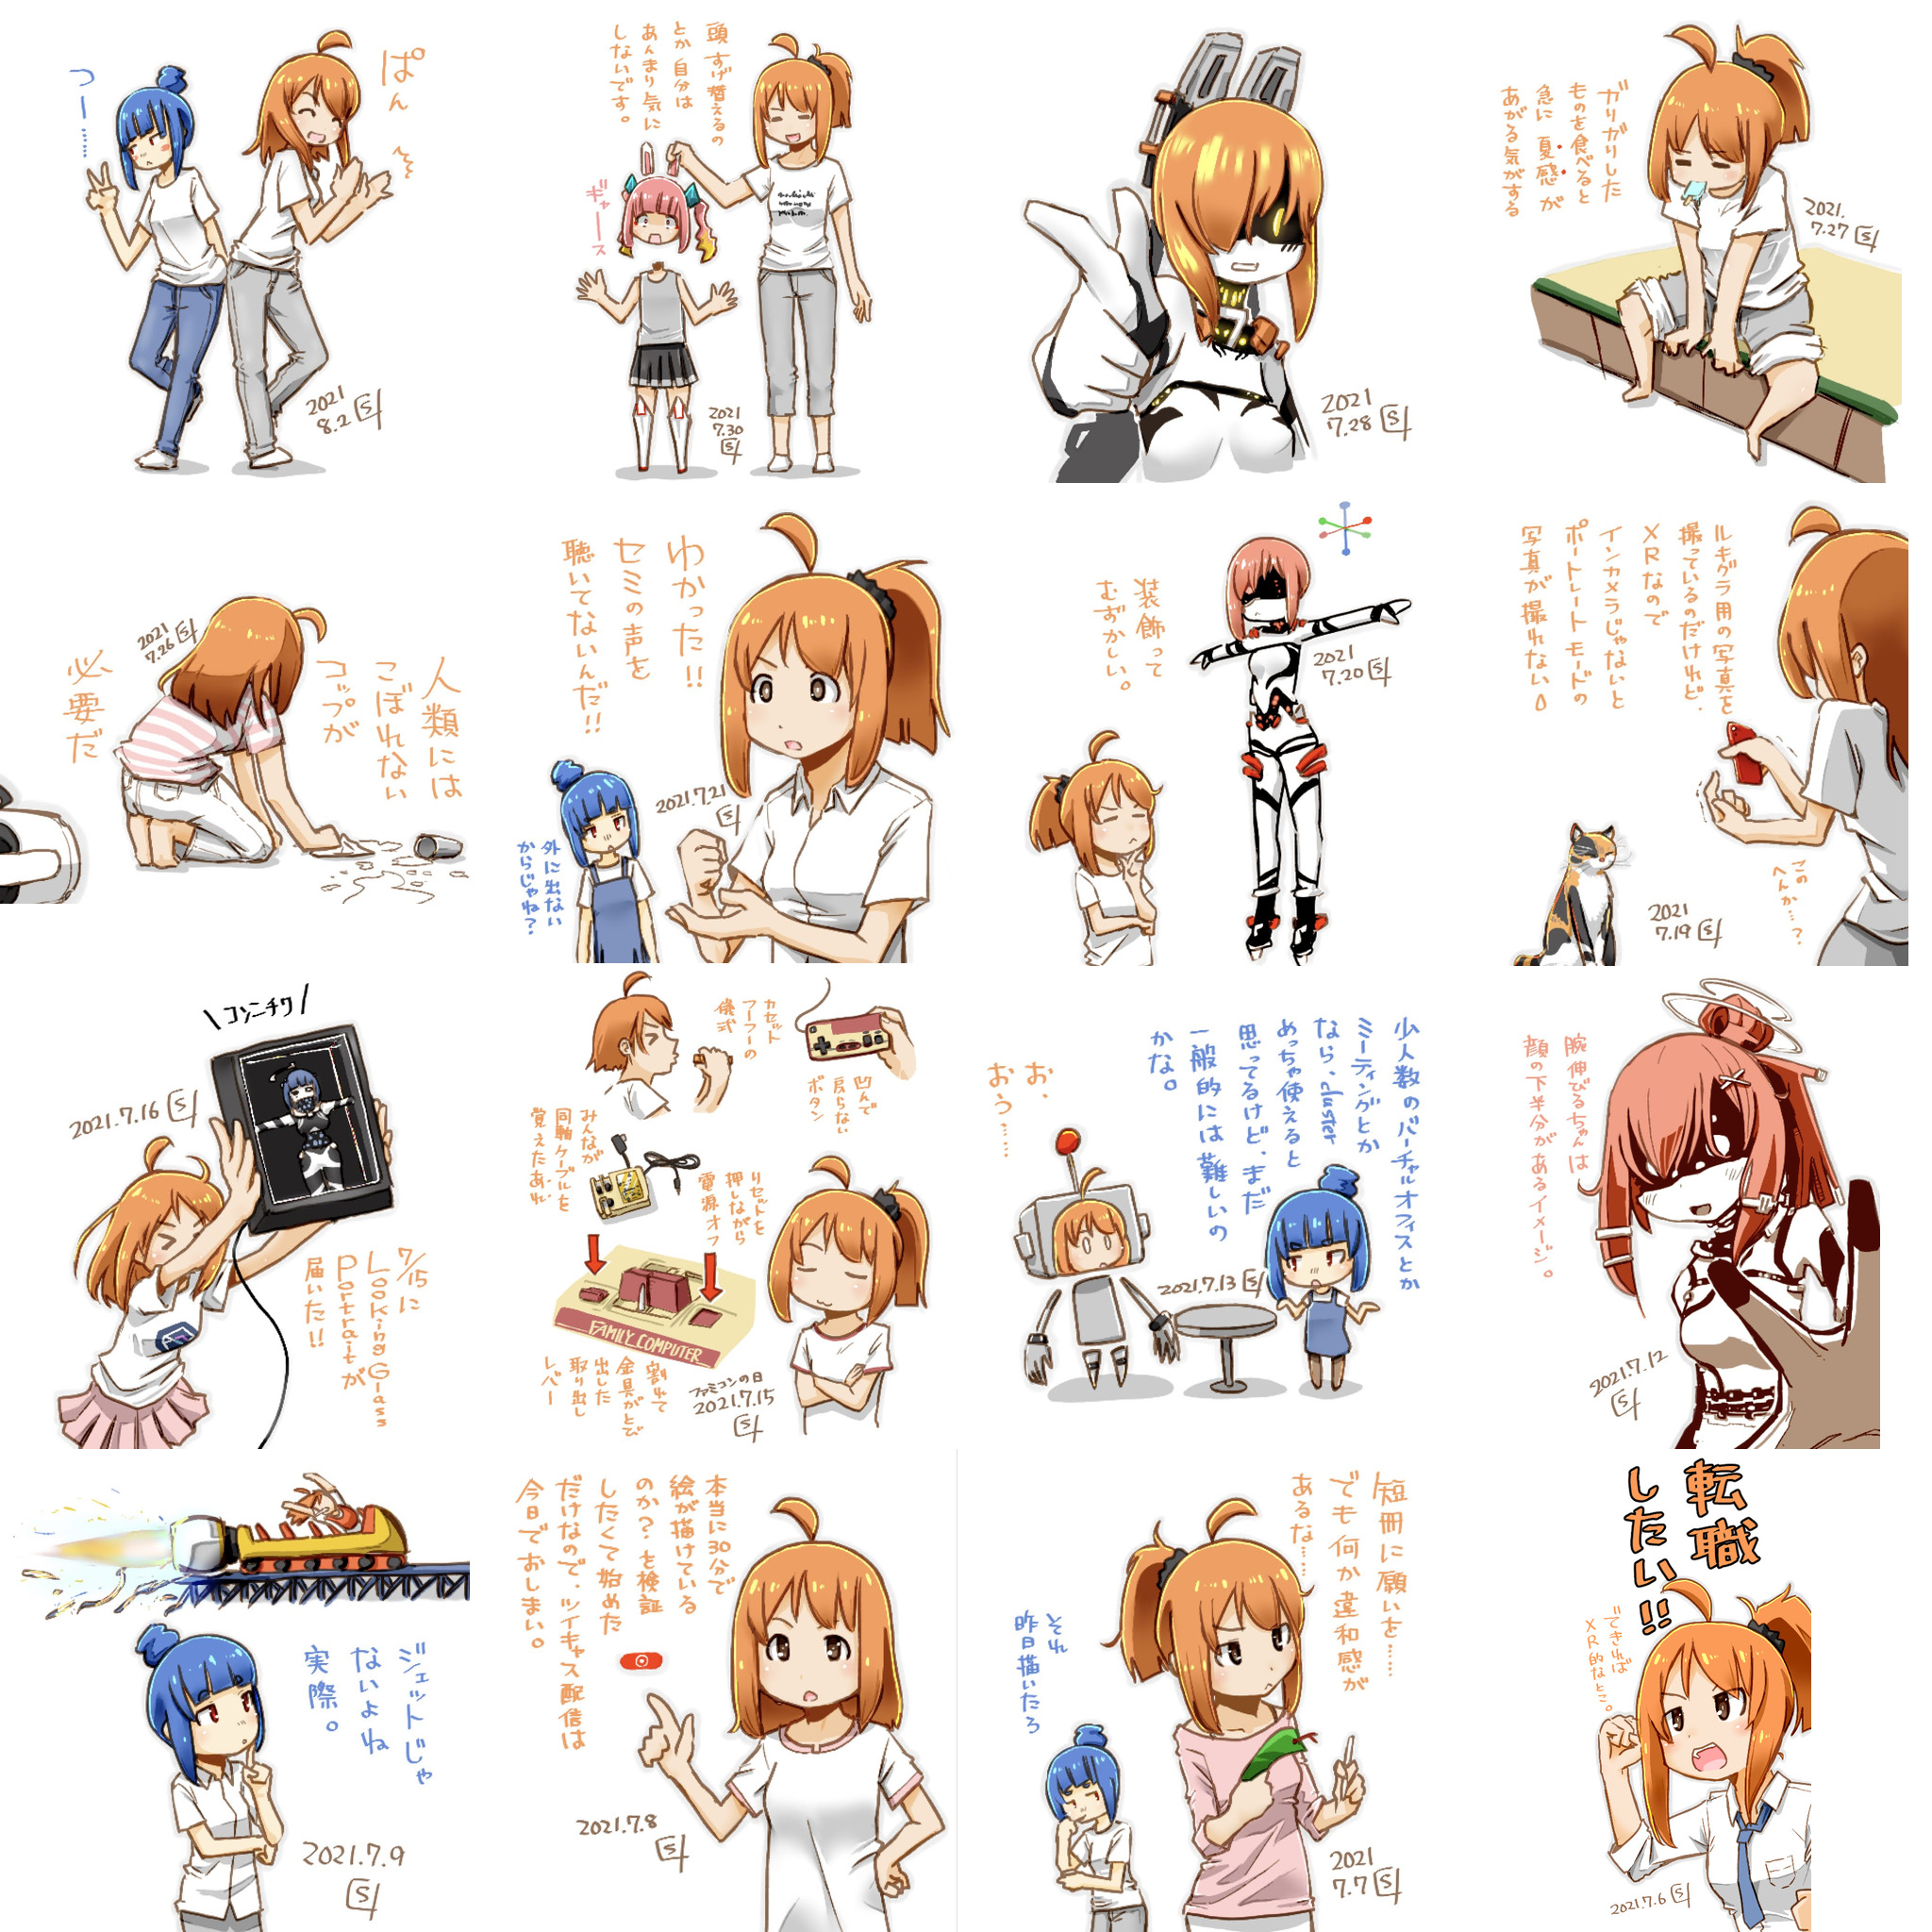 ぱん
つー……
2021
8.2
頭すげ替えるの
とか自分は
あんまり気に
しないです。
ギャース
2021
7.30
7
2021
7.28
ガリガリした
ものを食べると
急に夏感が
あがる気がする
2021.
7.27
2021
7.26
人類には
こぼれない
コップが
必要だ
わかった!!
セミの声を
聴いてないんだ!!
2021.7.21
外に出ない
からじゃね?
装飾って
むずかしい。
2021
7.20
ルキグラ用の写真を
撮っているのだけれど、
XRなので
インカメラじゃないと
ポートレートモードの
写真が撮れない。
このへんか…?
2021
7.19
\コンニチワ/
2021.7.16
7/15に
Looking Glass
Portraitが
届いた!!
カセット
フーフーの
儀式
凹んで
戻らない
ボタン
みんなが
同軸ケーブルを
覚えたあれ
リセットを
押しながら
電源オフ
FAMILY COMPUTER
割れて
金具がとび
出した
取り出し
レバー
ファミコンの日
2021.7.15
少人数のバーチャルオフィスとか
ミーティングとか
なら、cluster
めっちゃ使えると
思ってるけど、まだ
一般的には難しいの
かな。
お、
おう……
2021.7.13
腕伸びるちゃんは
顔の下半分があるイメージ。
2021.7.12
ジェットじゃ
ないよね
実際。
2021.7.9
本当に30分で
絵が描けている
のか?を検証
したくて始めた
だけなので、ツイキャス配信は
今日でおしまい。
2021.7.8
短冊に願いを……
でも何か違和感が
あるな……
それ
昨日描いたろ
2021
7.7
転職
したい!!
できれば
XR的なとこ。
2021.7.6